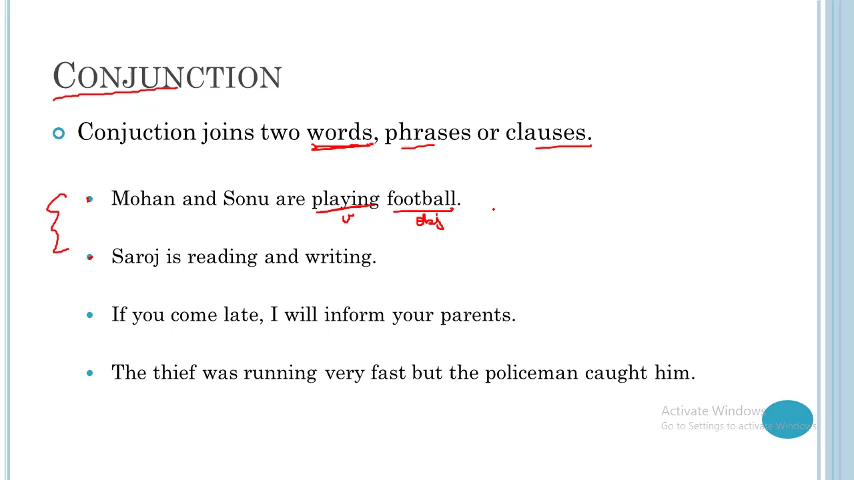 CONJUNCTION
Conjuction joins two words, phrases or clauses.
Mohan and Sonu are playing football.
v obj
Saroj is reading and writing.
If you come late, I will inform your parents.
The thief was running very fast but the policeman caught him.
Activate Windows
Go to Settings to activate Windows.